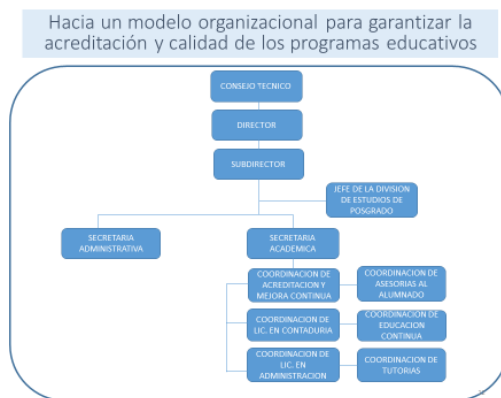 Hacia un modelo organizacional para garantizar la
acreditación y calidad de los programas educativos
CONSEJO TECNICO
DIRECTOR
SUBDIRECTOR
JEFE DE LA DIVISION
DE ESTUDIOS DE
POSGRADO
SECRETARIA
ADMINISTRATIVA
SECRETARIA
ACADEMICA
COORDINACION DE
ACREDITACION Y
MEJORA CONTINUA
COORDINACION DE
ASESORIAS AL
ALUMNADO
COORDINACION DE
LIC. EN CONTADURIA
COORDINACION DE
EDUCACION
CONTINUA
COORDINACION DE
LIC. EN
ADMINISTRACION
COORDINACION DE
TUTORIAS